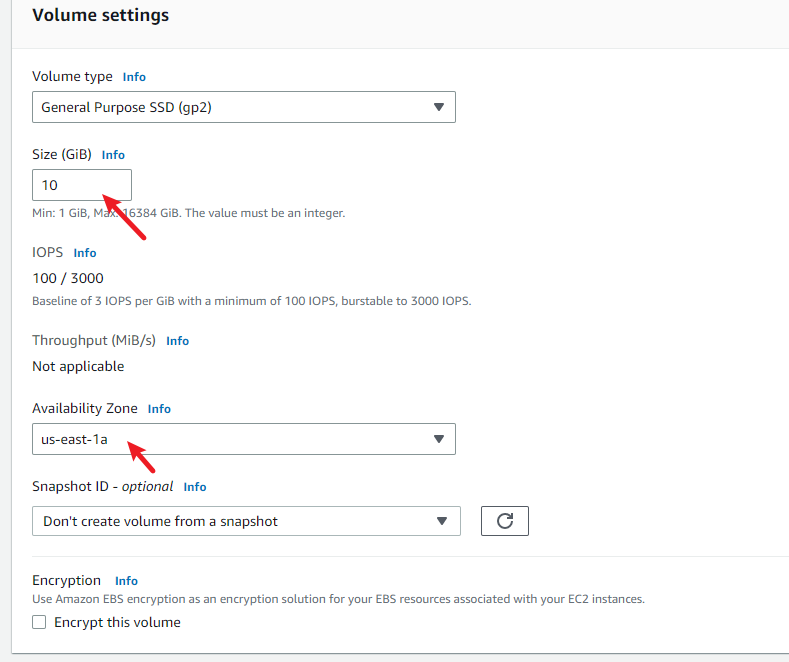 Volume settings
Volume type Info
General Purpose SSD (gp2)
Size (GiB) Info
10
Min: 1 GiB, Max: 16384 GiB. The value must be an integer.
IOPS Info
100 / 3000
Baseline of 3 IOPS per GiB with a minimum of 100 IOPS, burstable to 3000 IOPS.
Throughput (MiB/s) Info
Not applicable
Availability Zone Info
us-east-1a
Snapshot ID - optional Info
Don't create volume from a snapshot
Encryption Info
Use Amazon EBS encryption as an encryption solution for your EBS resources associated with your EC2 instances.
Encrypt this volume